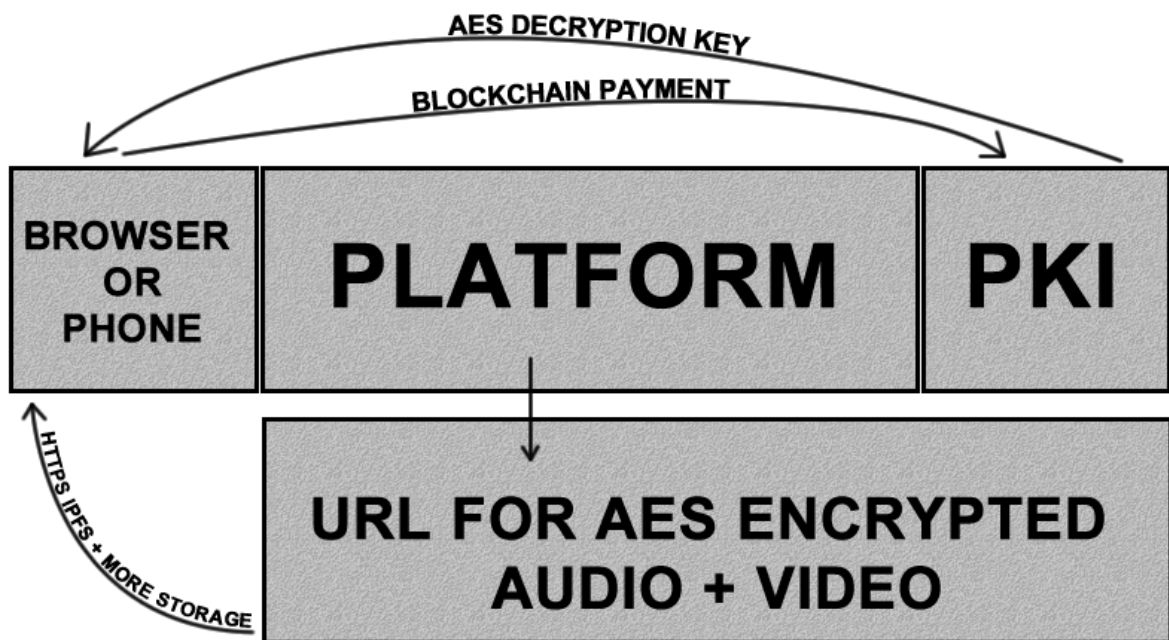 AES DECRYPTION KEY
BLOCKCHAIN PAYMENT
BROWSER
OR
PHONE
PLATFORM
PKI
HTTPS IPFS + MORE STORAGE
URL FOR AES ENCRYPTED
AUDIO + VIDEO